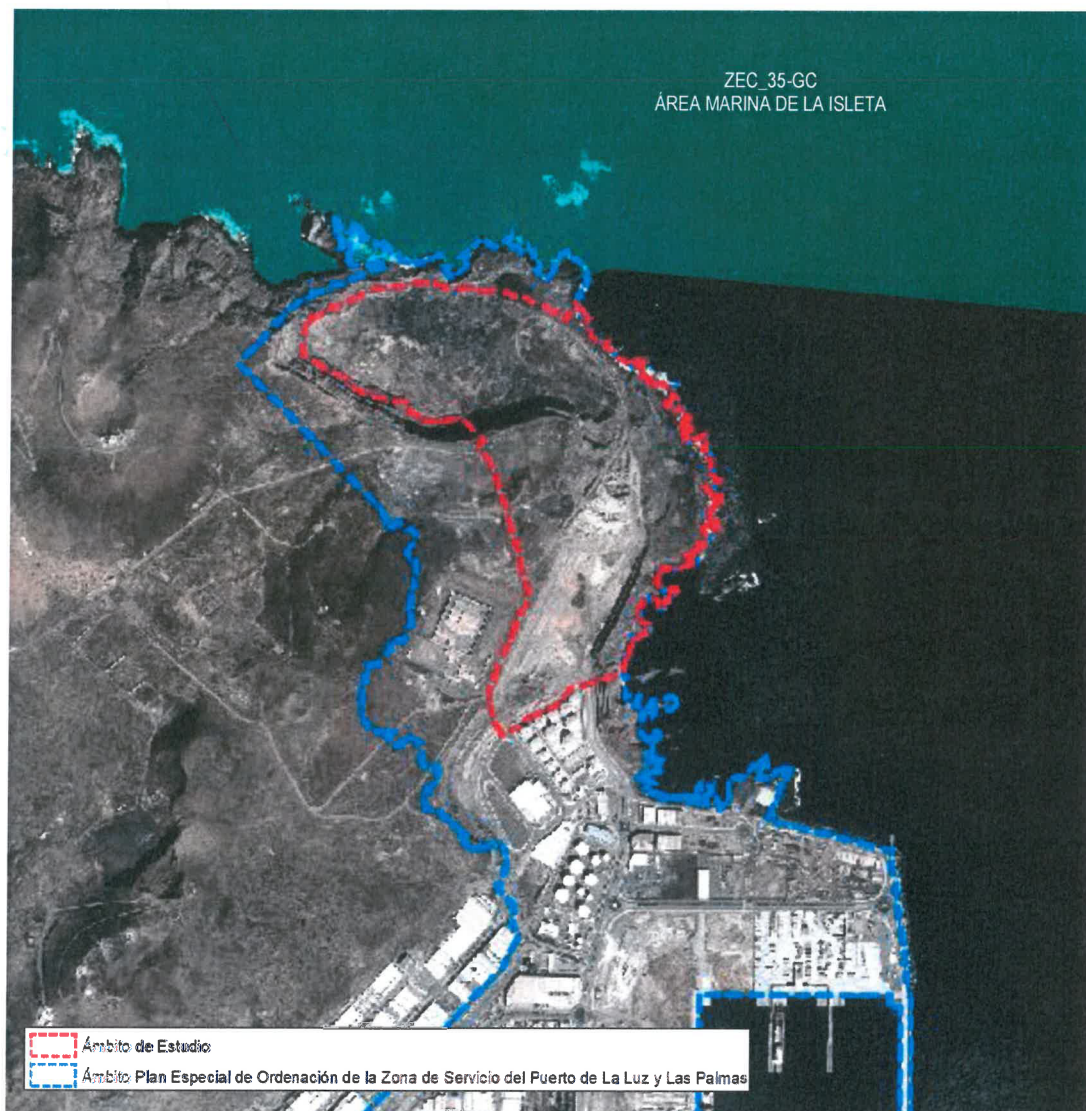 ZEC_35-GC
ÁREA MARINA DE LA ISLETA
Ámbito de Estudio
Ámbito Plan Especial de Ordenación de la Zona de Servicio del Puerto de La Luz y Las Palmas